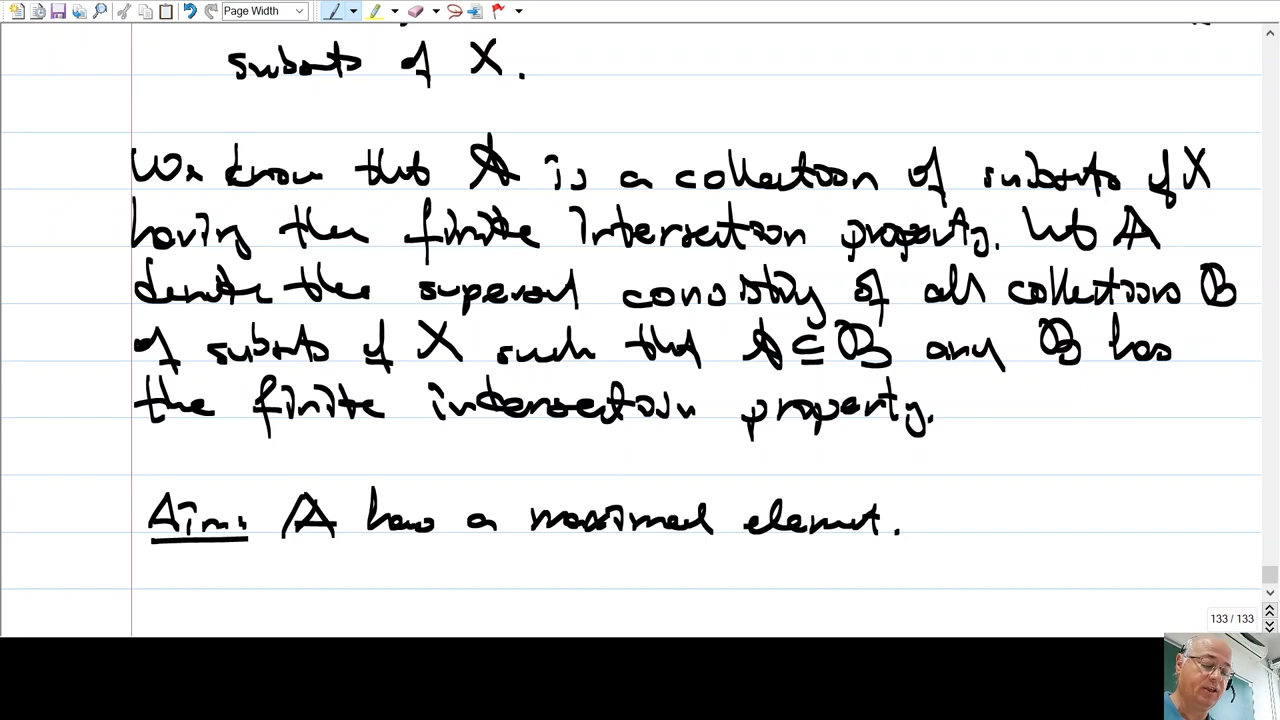 Page Width
subsets of X.
We know that 𝒜 is a collection of subsets of X
having the finite intersection property. Let 𝔸
denote the superset consisting of all collections ℬ
of subsets of X such that 𝒜 ⊆ ℬ any ℬ has
the finite intersection property.
Aim: 𝔸 has a maximal element.
133 / 133